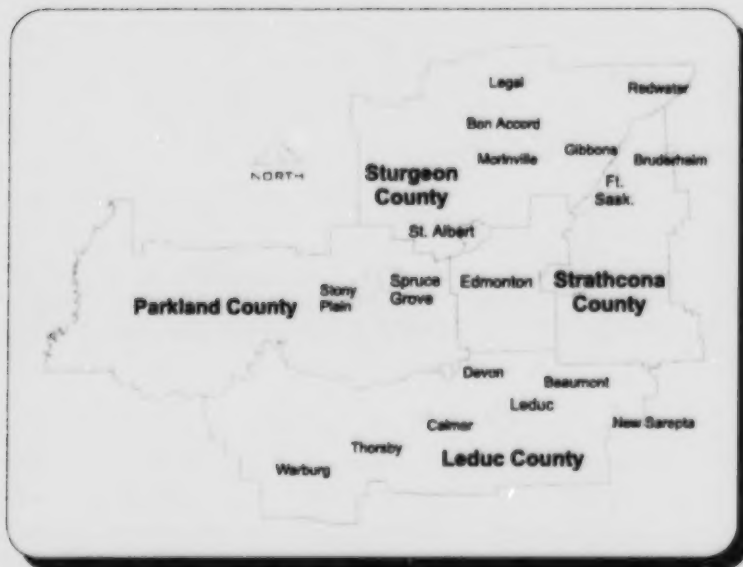 Legal
Redwater
Bon Accord
Gibbons
Morinville
Bruderheim
Sturgeon
County
Ft.
Sask.
NORTH
St. Albert
Spruce
Grove
Edmonton
Strathcona
County
Stony
Plain
Parkland County
Devon
Beaumont
Leduc
Calmar
New Sarepta
Thorsby
Leduc County
Warburg